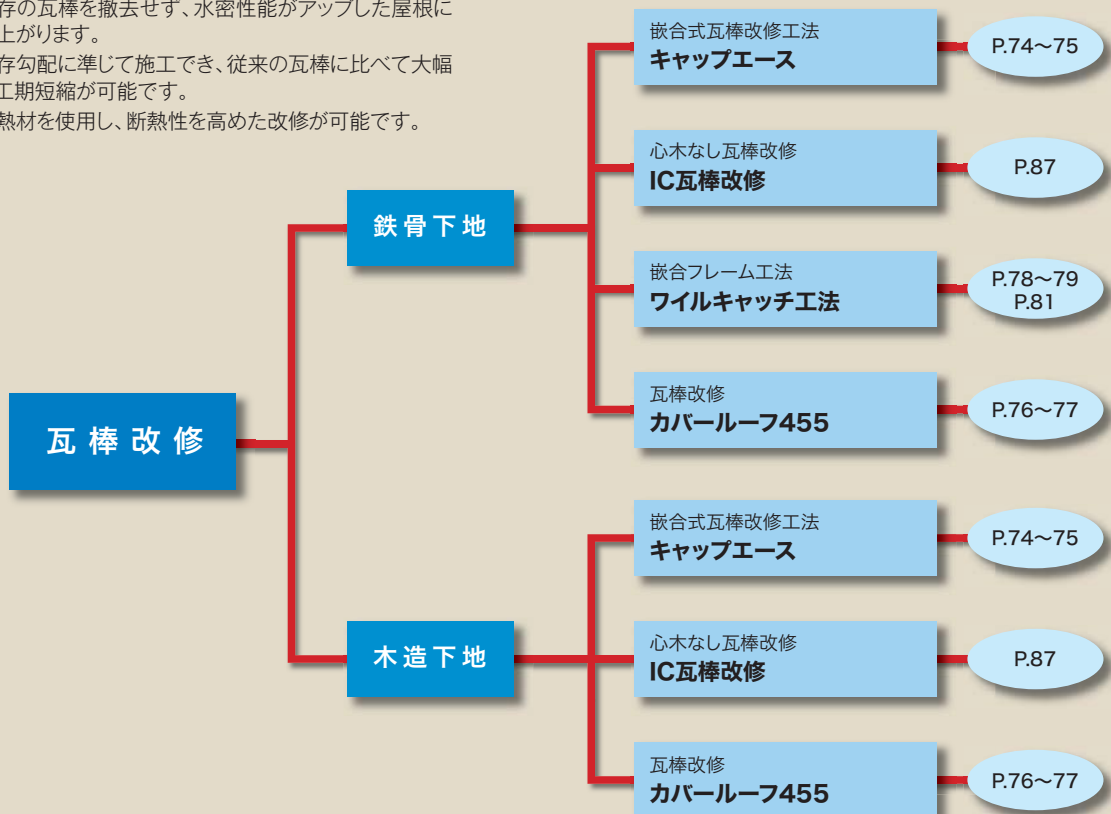 存の瓦棒を撤去せず、水密性能がアップした屋根に
上がります。
存勾配に準じて施工でき、従来の瓦棒に比べて大幅
工期短縮が可能です。
熱材を使用し、断熱性を高めた改修が可能です。
瓦棒改修
鉄骨下地
嵌合式瓦棒改修工法
キャップエース
P.74〜75
心木なし瓦棒改修
IC瓦棒改修
P.87
嵌合フレーム工法
ワイルキャッチ工法
P.78〜79
P.81
瓦棒改修
カバールーフ455
P.76〜77
木造下地
嵌合式瓦棒改修工法
キャップエース
P.74〜75
心木なし瓦棒改修
IC瓦棒改修
P.87
瓦棒改修
カバールーフ455
P.76〜77